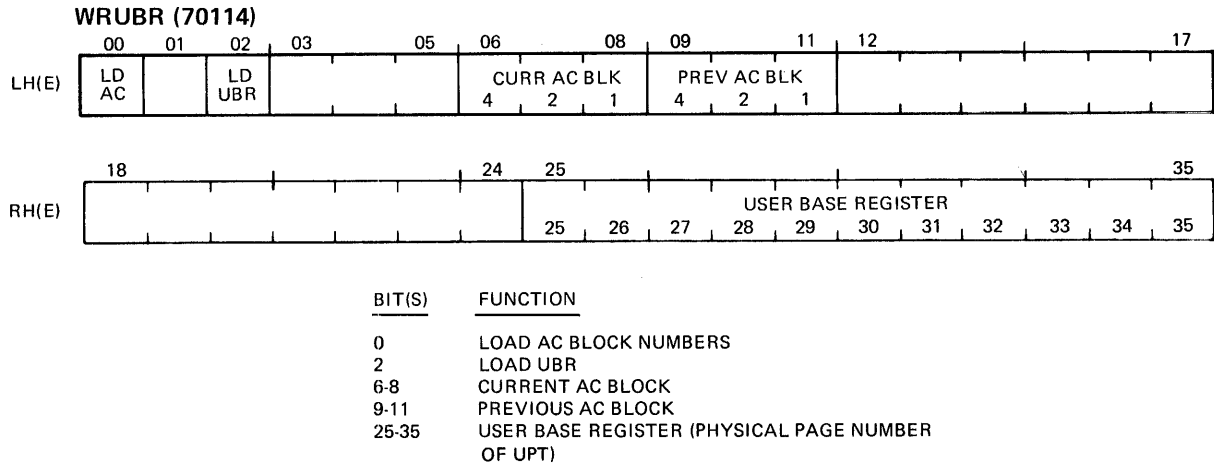 WRUBR (70114)
00 01 02 03 05 06 08 09 11 12 17
LH(E) LD AC LD UBR CURR AC BLK PREV AC BLK
4 2 1 4 2 1
18 24 25 35
RH(E) USER BASE REGISTER
25 26 27 28 29 30 31 32 33 34 35
BIT(S) FUNCTION
0 LOAD AC BLOCK NUMBERS
2 LOAD UBR
6-8 CURRENT AC BLOCK
9-11 PREVIOUS AC BLOCK
25-35 USER BASE REGISTER (PHYSICAL PAGE NUMBER
OF UPT)